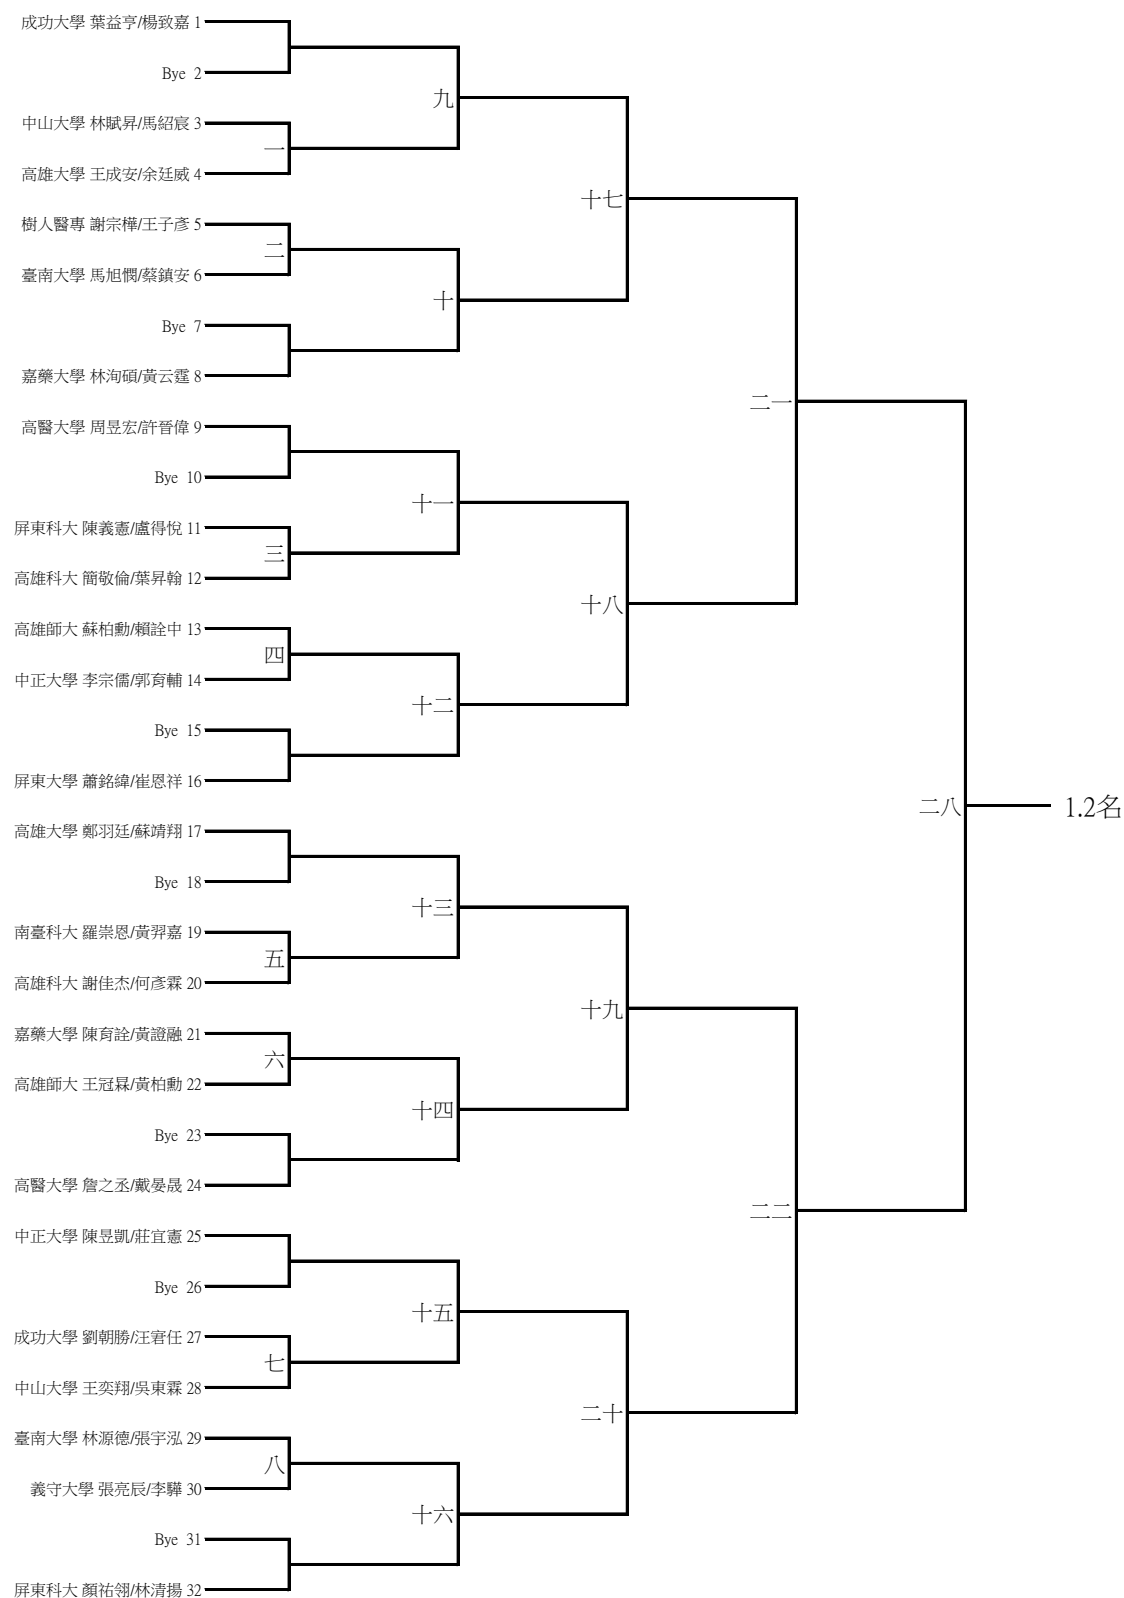 成功大學 葉益亨/楊致嘉 1
Bye 2
九
中山大學 林賦昇/馬紹宸 3
一
高雄大學 王成安/余廷威 4
十七
樹人醫專 謝宗樺/王子彥 5
二
臺南大學 馬旭憫/蔡鎮安 6
十
Bye 7
嘉藥大學 林洵碩/黃云霆 8
二一
高醫大學 周昱宏/許晉偉 9
Bye 10
十一
屏東科大 陳義憲/盧得悅 11
三
高雄科大 簡敬倫/葉昇翰 12
十八
高雄師大 蘇柏勳/賴詮中 13
四
中正大學 李宗儒/郭育輔 14
十二
Bye 15
屏東大學 蕭銘緯/崔恩祥 16
二八 1.2名
高雄大學 鄭羽廷/蘇靖翔 17
Bye 18
十三
南臺科大 羅崇恩/黃羿嘉 19
五
高雄科大 謝佳杰/何彥霖 20
十九
嘉藥大學 陳育詮/黃證融 21
六
高雄師大 王冠槑/黃柏勳 22
十四
Bye 23
高醫大學 詹之丞/戴晏晟 24
二二
中正大學 陳昱凱/莊宜憲 25
Bye 26
十五
成功大學 劉朝勝/汪宭任 27
七
中山大學 王奕翔/吳東霖 28
二十
臺南大學 林源德/張宇泓 29
八
義守大學 張亮辰/李驊 30
十六
Bye 31
屏東科大 顏祐翎/林清揚 32